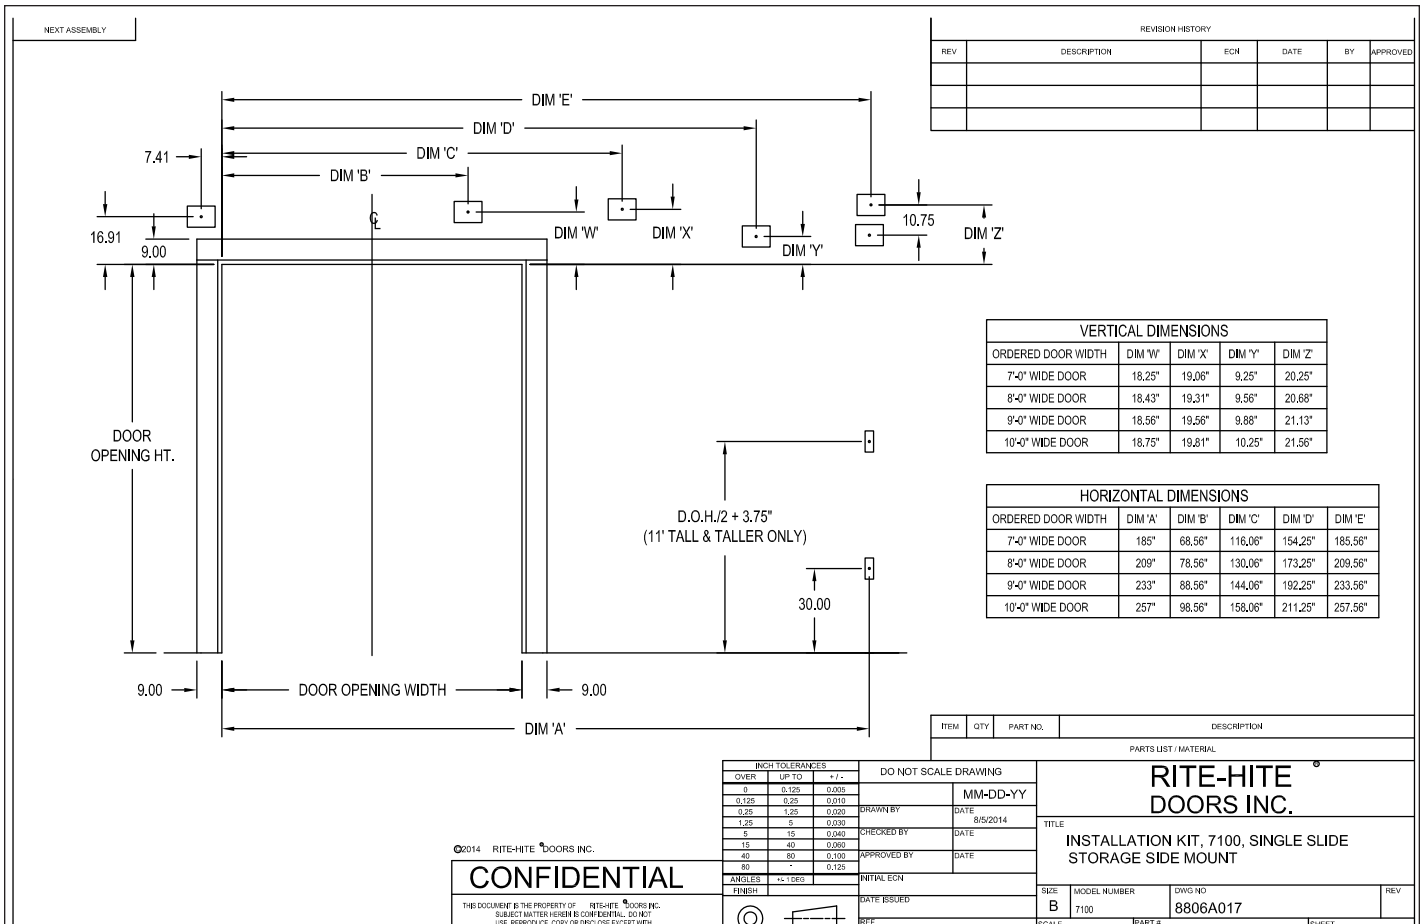 NEXT ASSEMBLY
REVISION HISTORY
REV DESCRIPTION ECN DATE BY APPROVED
DIM 'E'
DIM 'D'
7.41
DIM 'C'
DIM 'B'
16.91
9.00
DIM 'W'
DIM 'X'
DIM 'Y'
10.75
DIM 'Z'
VERTICAL DIMENSIONS
ORDERED DOOR WIDTH DIM 'W' DIM 'X' DIM 'Y' DIM 'Z'
7'-0" WIDE DOOR 18.25" 19.06" 9.25" 20.25"
8'-0" WIDE DOOR 18.43" 19.31" 9.56" 20.68"
9'-0" WIDE DOOR 18.56" 19.56" 9.88" 21.13"
10'-0" WIDE DOOR 18.75" 19.81" 10.25" 21.56"
DOOR
OPENING HT.
HORIZONTAL DIMENSIONS
ORDERED DOOR WIDTH DIM 'A' DIM 'B' DIM 'C' DIM 'D' DIM 'E'
7'-0" WIDE DOOR 185" 68.56" 116.06" 154.25" 185.56"
8'-0" WIDE DOOR 209" 78.56" 130.06" 173.25" 209.56"
9'-0" WIDE DOOR 233" 88.56" 144.06" 192.25" 233.56"
10'-0" WIDE DOOR 257" 98.56" 158.06" 211.25" 257.56"
D.O.H./2 + 3.75"
(11' TALL & TALLER ONLY)
30.00
9.00
DOOR OPENING WIDTH
9.00
DIM 'A'
ITEM QTY PART NO. DESCRIPTION
PARTS LIST / MATERIAL
INCH TOLERANCES
OVER UP TO + / -
0 0.125 0.005
0.125 0.25 0.010
0.25 1.25 0.020
1.25 5 0.030
5 15 0.040
15 40 0.060
40 80 0.100
80 - 0.125
ANGLES +/- 1 DEG
FINISH
DO NOT SCALE DRAWING
MM-DD-YY
DRAWN BY DATE
8/5/2014
CHECKED BY DATE
APPROVED BY DATE
INITIAL ECN
DATE ISSUED
REF
RITE-HITE ®
DOORS INC.
TITLE
INSTALLATION KIT, 7100, SINGLE SLIDE
STORAGE SIDE MOUNT
SIZE MODEL NUMBER DWG NO REV
B 7100 8806A017
SCALE PART # SHEET
©2014 RITE-HITE ® DOORS INC.
CONFIDENTIAL
THIS DOCUMENT IS THE PROPERTY OF RITE-HITE ® DOORS INC.
SUBJECT MATTER HEREIN IS CONFIDENTIAL. DO NOT
USE, REPRODUCE, COPY OR DISCLOSE EXCEPT WITH